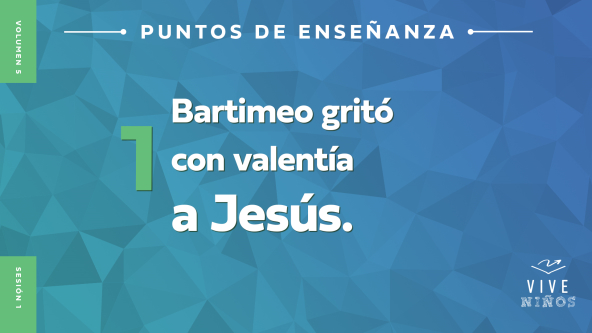 VOLUMEN 5
PUNTOS DE ENSEÑANZA
1
Bartimeo gritó
con valentía
a Jesús.
SESIÓN 1
VIVE
NIÑOS